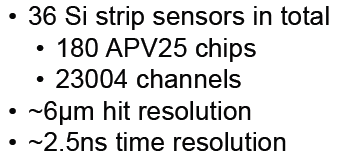 • 36 Si strip sensors in total
• 180 APV25 chips
• 23004 channels
• ~6µm hit resolution
• ~2.5ns time resolution